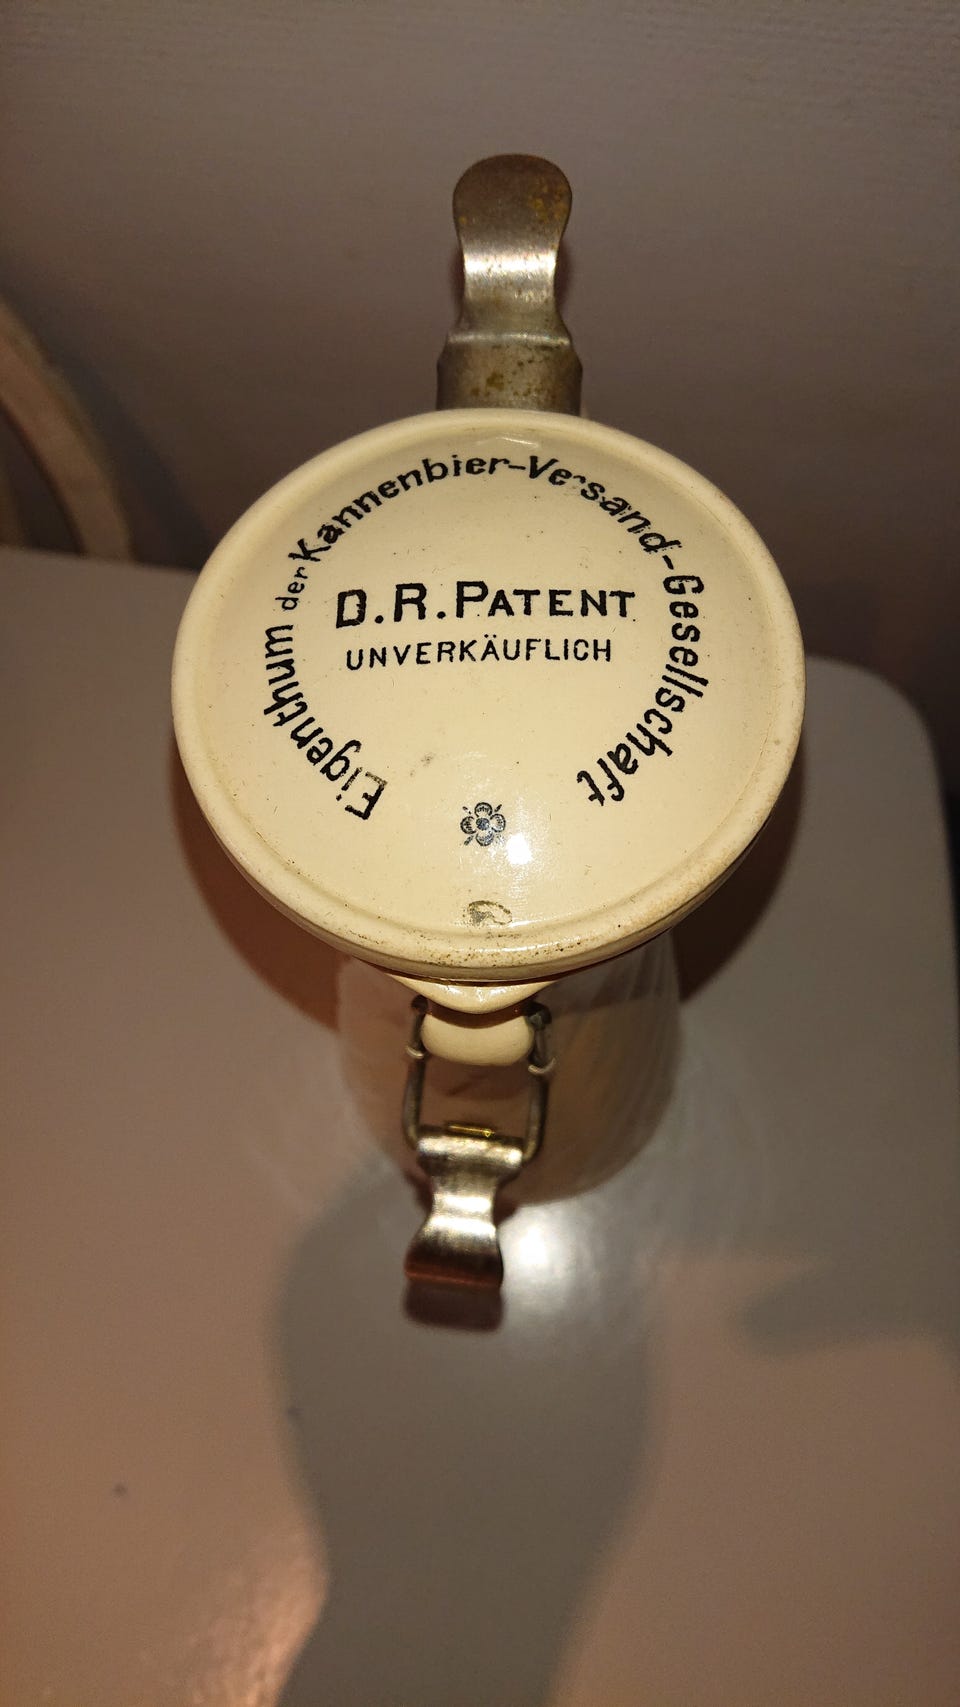 Eigenthum der Kannenbier-Versand-Gesellschaft
D.R. PATENT
UNVERKÄUFLICH